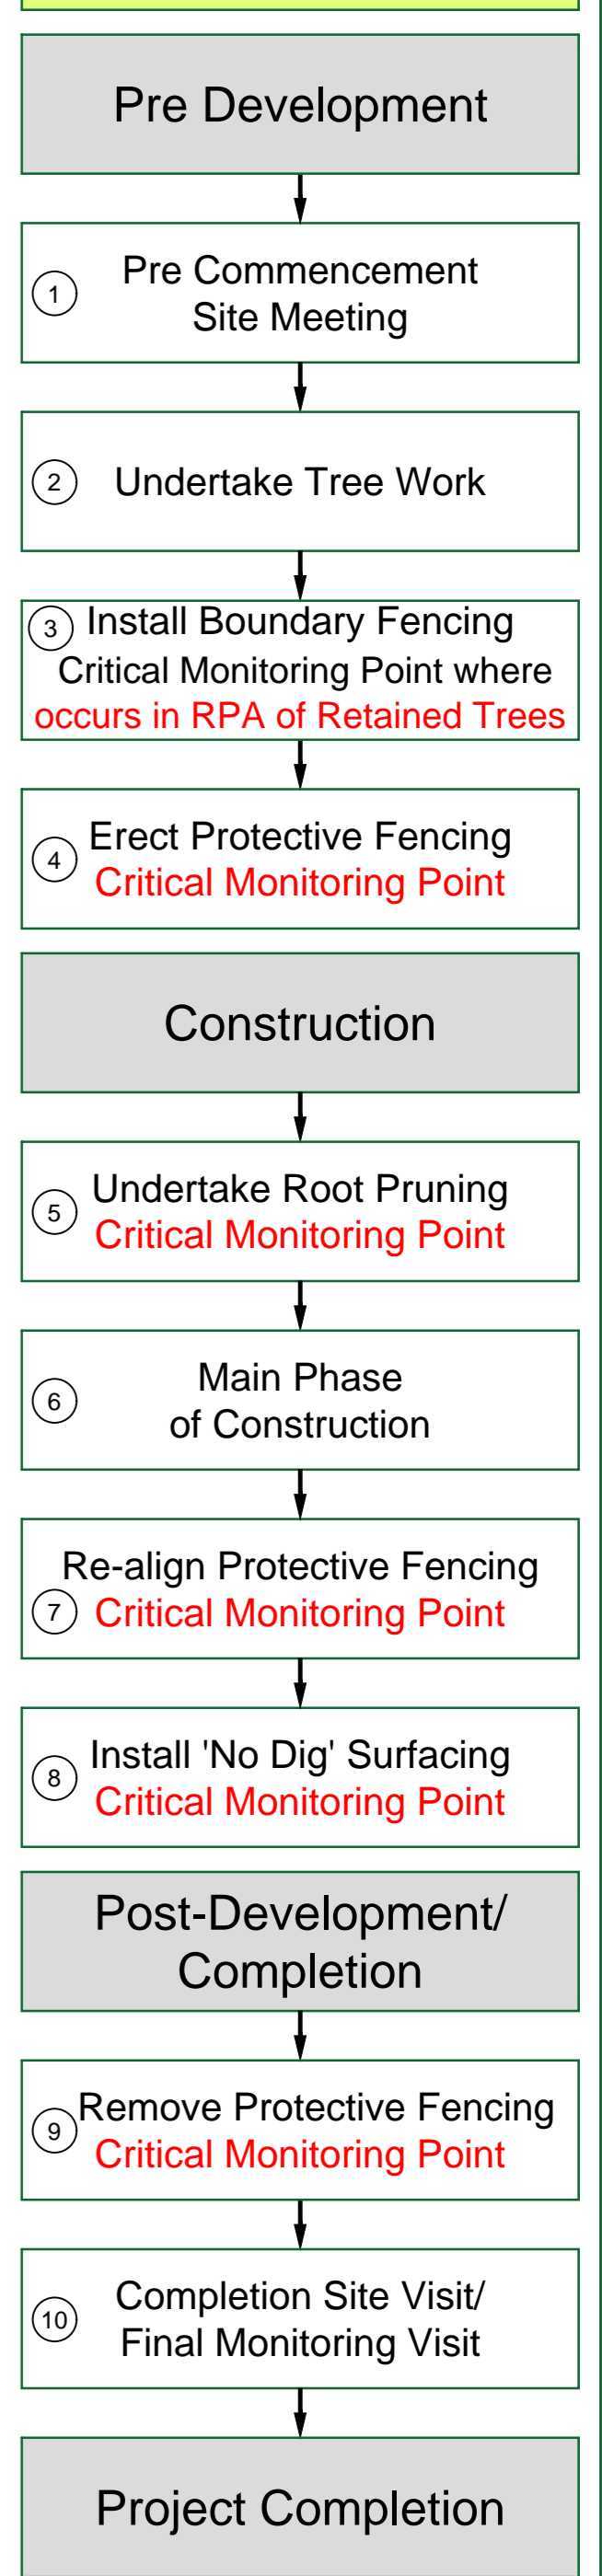 Pre Development
1
Pre Commencement
Site Meeting
2
Undertake Tree Work
3
Install Boundary Fencing
Critical Monitoring Point where
occurs in RPA of Retained Trees
4
Erect Protective Fencing
Critical Monitoring Point
Construction
5
Undertake Root Pruning
Critical Monitoring Point
6
Main Phase
of Construction
7
Re-align Protective Fencing
Critical Monitoring Point
8
Install 'No Dig' Surfacing
Critical Monitoring Point
Post-Development/
Completion
9
Remove Protective Fencing
Critical Monitoring Point
10
Completion Site Visit/
Final Monitoring Visit
Project Completion